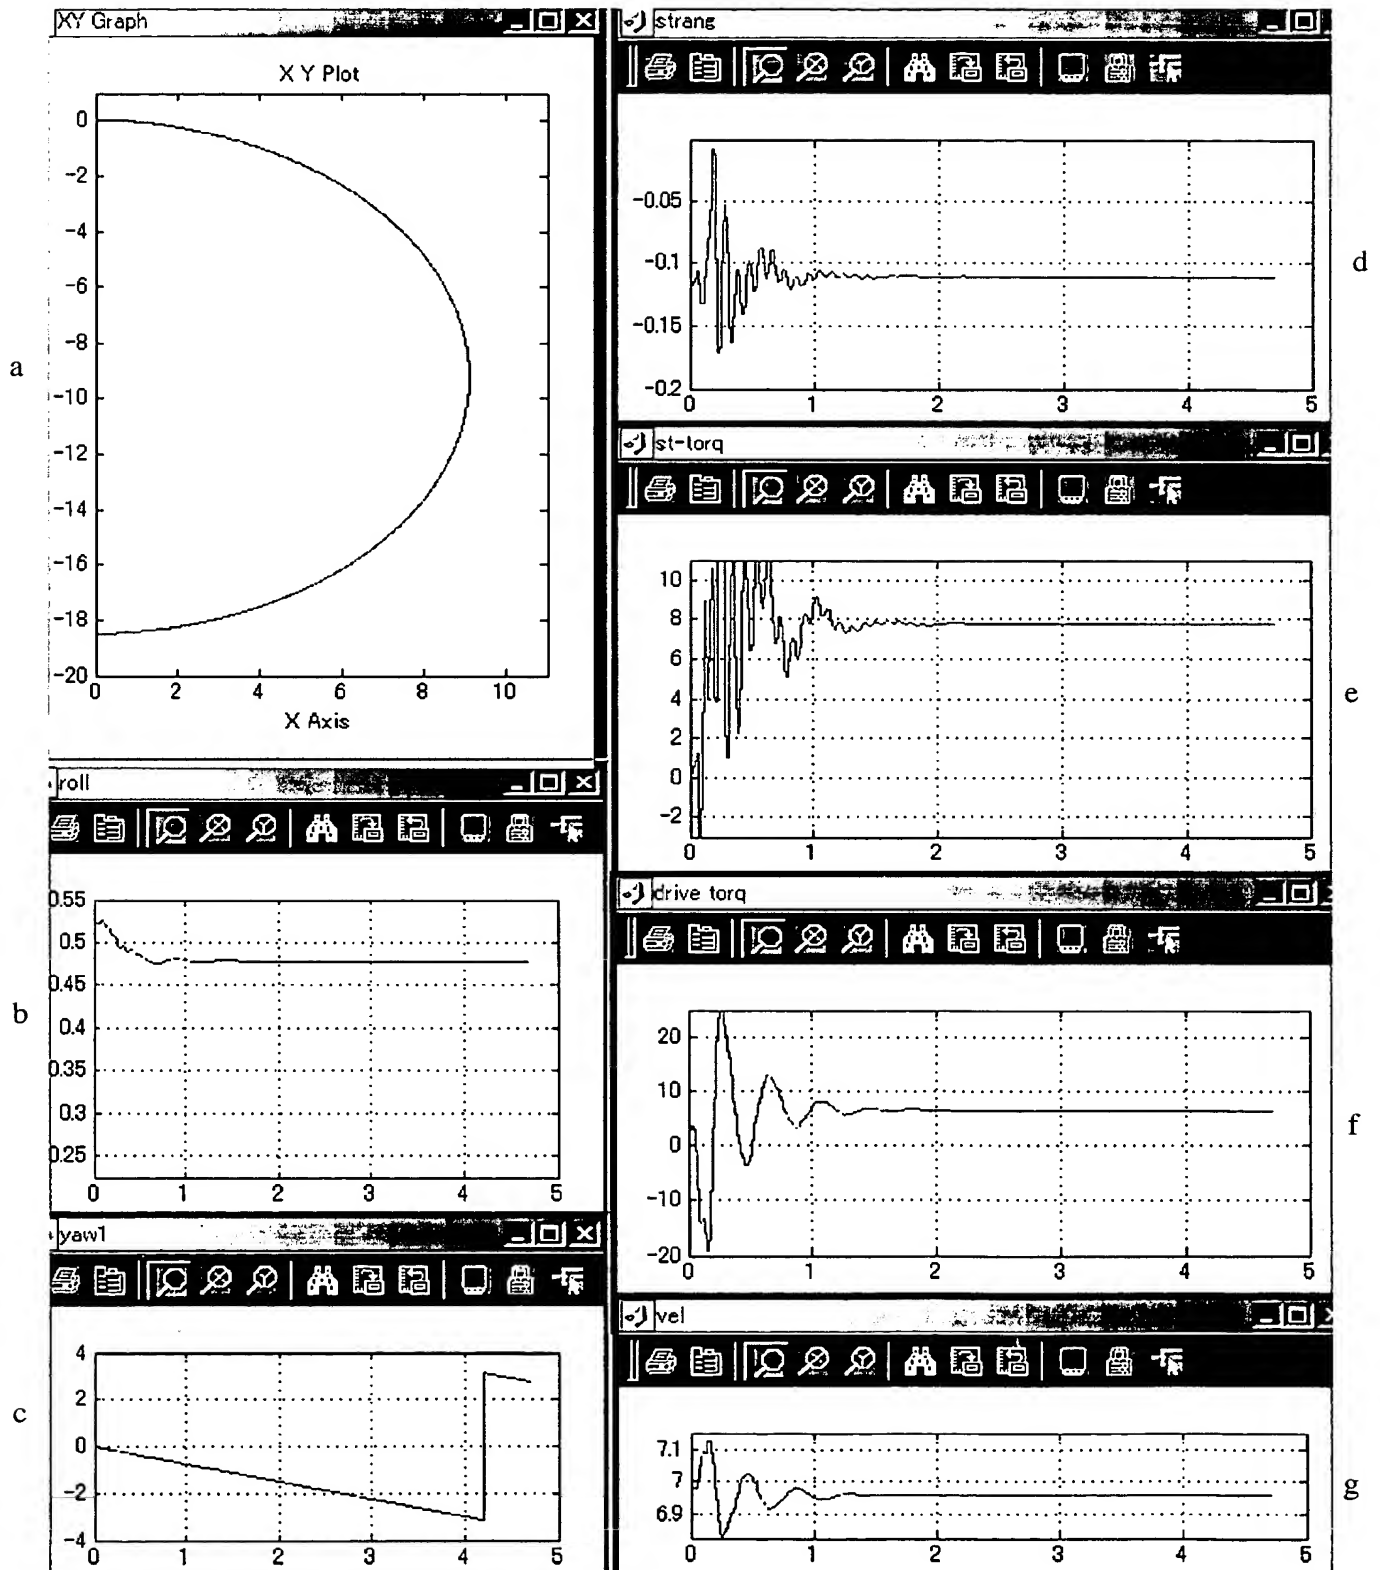 XY Graph
X Y Plot
0
-2
-4
-6
-8
-10
-12
-14
-16
-18
-20
0 2 4 6 8 10
X Axis
a
roll
0.55
0.5
0.45
0.4
0.35
0.3
0.25
0 1 2 3 4 5
b
yaw1
4
2
0
-2
-4
0 1 2 3 4 5
c
strang
-0.05
-0.1
-0.15
-0.2
0 1 2 3 4 5
d
st-torq
10
8
6
4
2
0
-2
0 1 2 3 4 5
e
drive torq
20
10
0
-10
-20
0 1 2 3 4 5
f
vel
7.1
7
6.9
0 1 2 3 4 5
g